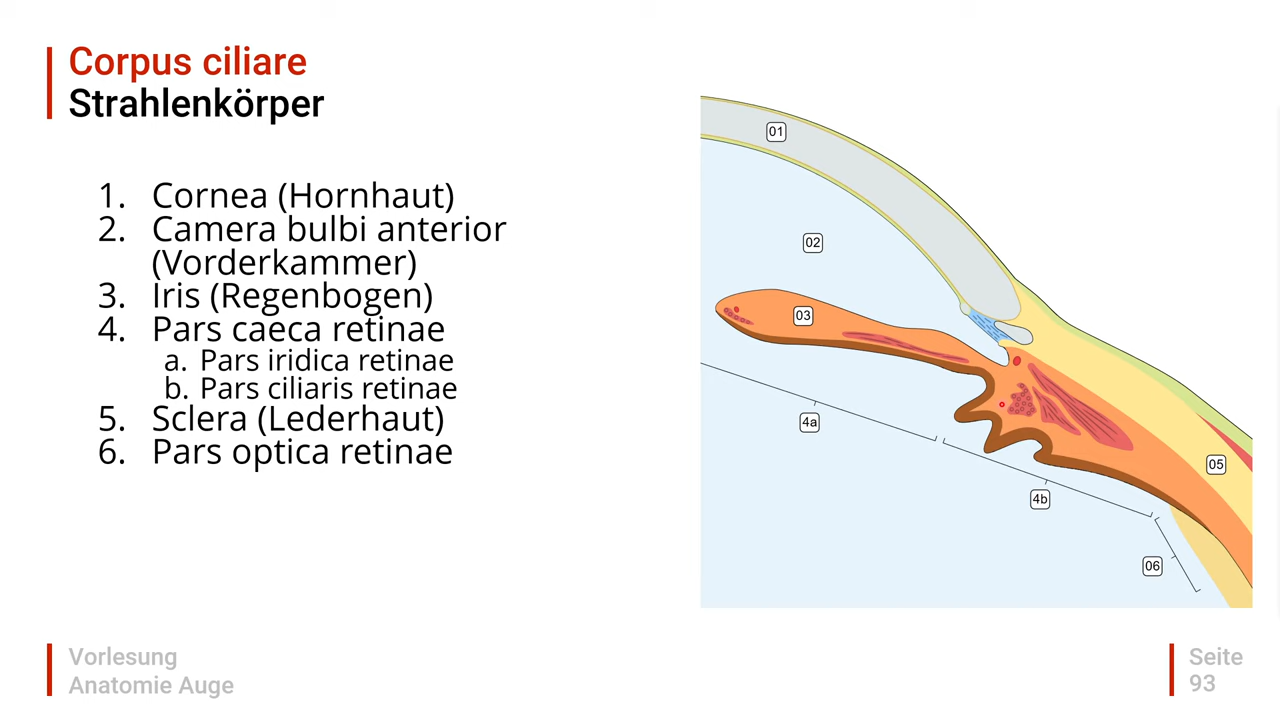 Corpus ciliare
Strahlenkörper
1. Cornea (Hornhaut)
2. Camera bulbi anterior
(Vorderkammer)
3. Iris (Regenbogen)
4. Pars caeca retinae
a. Pars iridica retinae
b. Pars ciliaris retinae
5. Sclera (Lederhaut)
6. Pars optica retinae
01
02
03
4a
05
4b
06
Vorlesung
Anatomie Auge
Seite
93